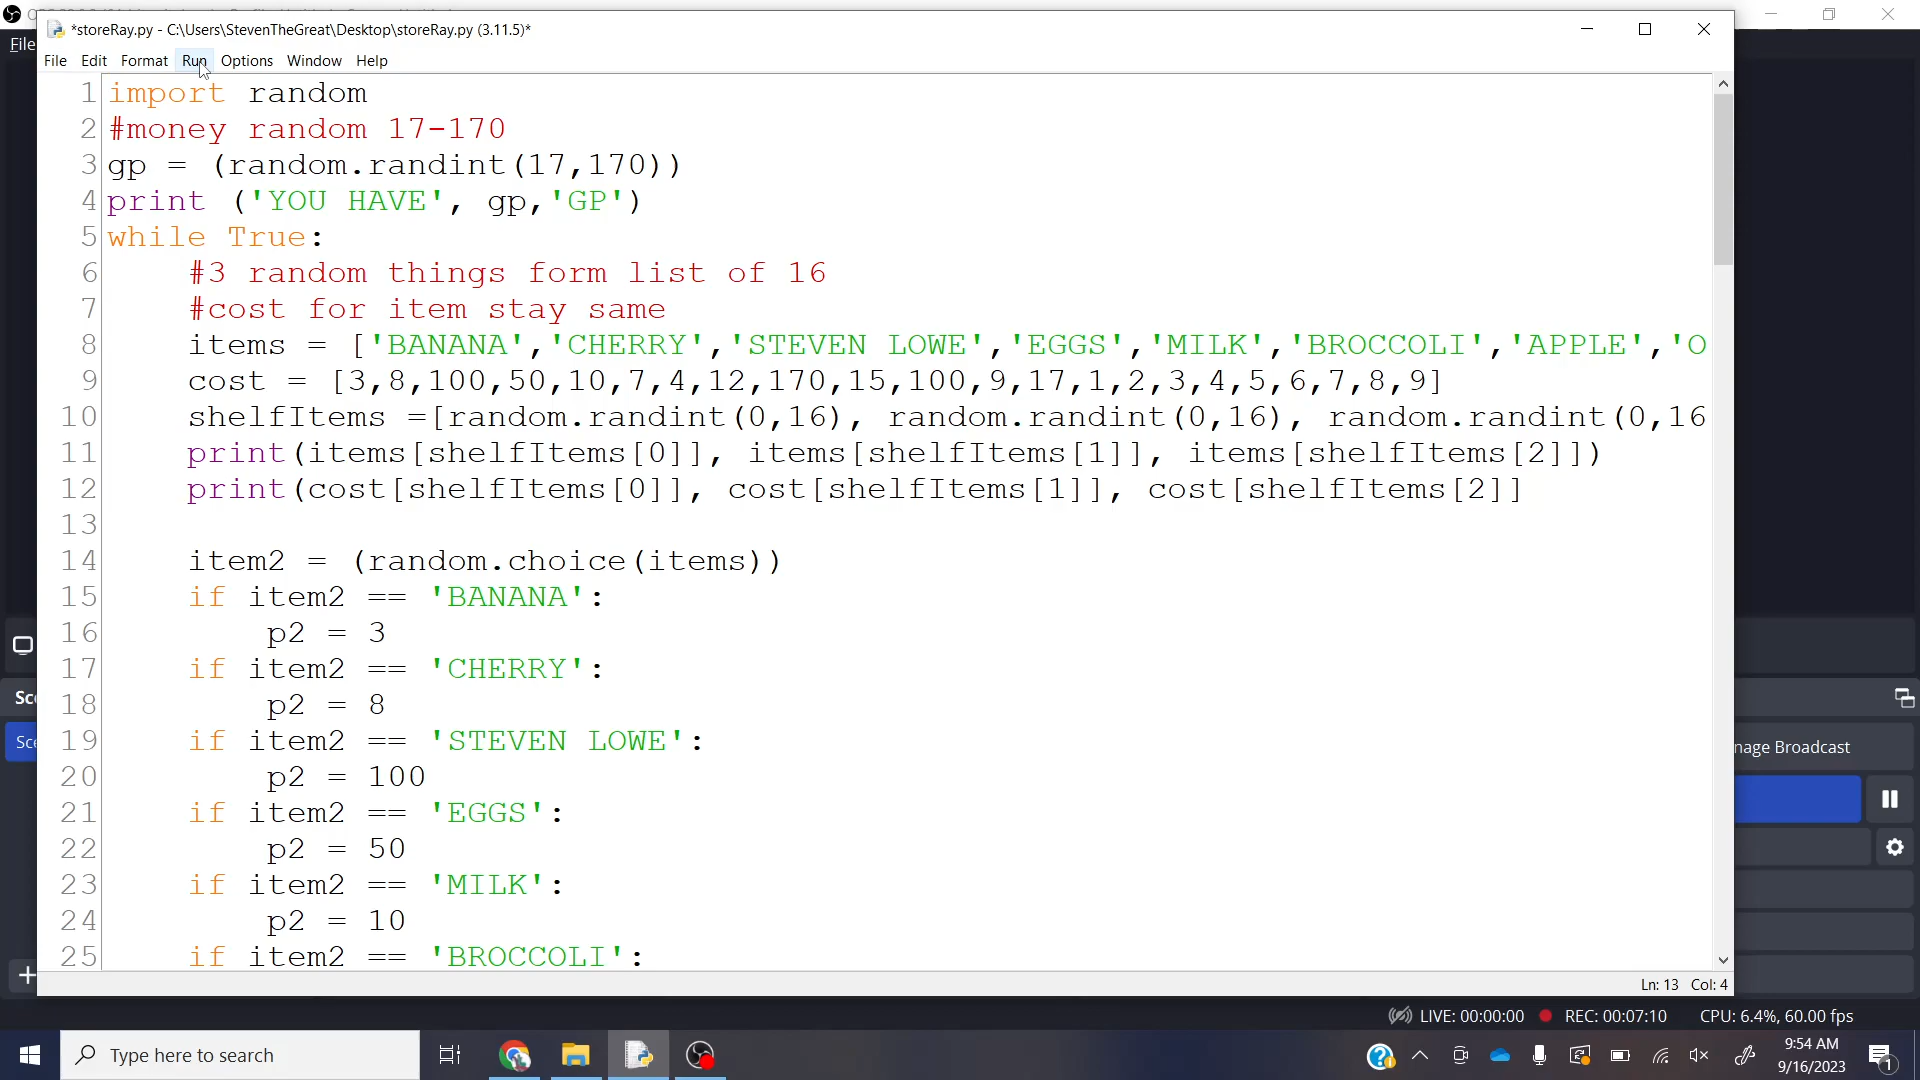 *storeRay.py - C:\Users\StevenTheGreat\Desktop\storeRay.py (3.11.5)*
File
File Edit Format Run Options Window Help
1 import random
2 #money random 17-170
3 gp = (random.randint(17,170))
4 print ('YOU HAVE', gp,'GP')
5 while True:
6 #3 random things form list of 16
7 #cost for item stay same
8 items = ['BANANA','CHERRY','STEVEN LOWE','EGGS','MILK','BROCCOLI','APPLE','O
9 cost = [3,8,100,50,10,7,4,12,170,15,100,9,17,1,2,3,4,5,6,7,8,9]
10 shelfItems =[random.randint(0,16), random.randint(0,16), random.randint(0,16
11 print(items[shelfItems[0]], items[shelfItems[1]], items[shelfItems[2]])
12 print(cost[shelfItems[0]], cost[shelfItems[1]], cost[shelfItems[2]]
13
14 item2 = (random.choice(items))
15 if item2 == 'BANANA':
16 p2 = 3
17 if item2 == 'CHERRY':
18 p2 = 8
19 if item2 == 'STEVEN LOWE':
20 p2 = 100
21 if item2 == 'EGGS':
22 p2 = 50
23 if item2 == 'MILK':
24 p2 = 10
25 if item2 == 'BROCCOLI':
Sce
Sce
nage Broadcast
Ln: 13 Col: 4
LIVE: 00:00:00 REC: 00:07:10 CPU: 6.4%, 60.00 fps
Type here to search
9:54 AM
9/16/2023
1